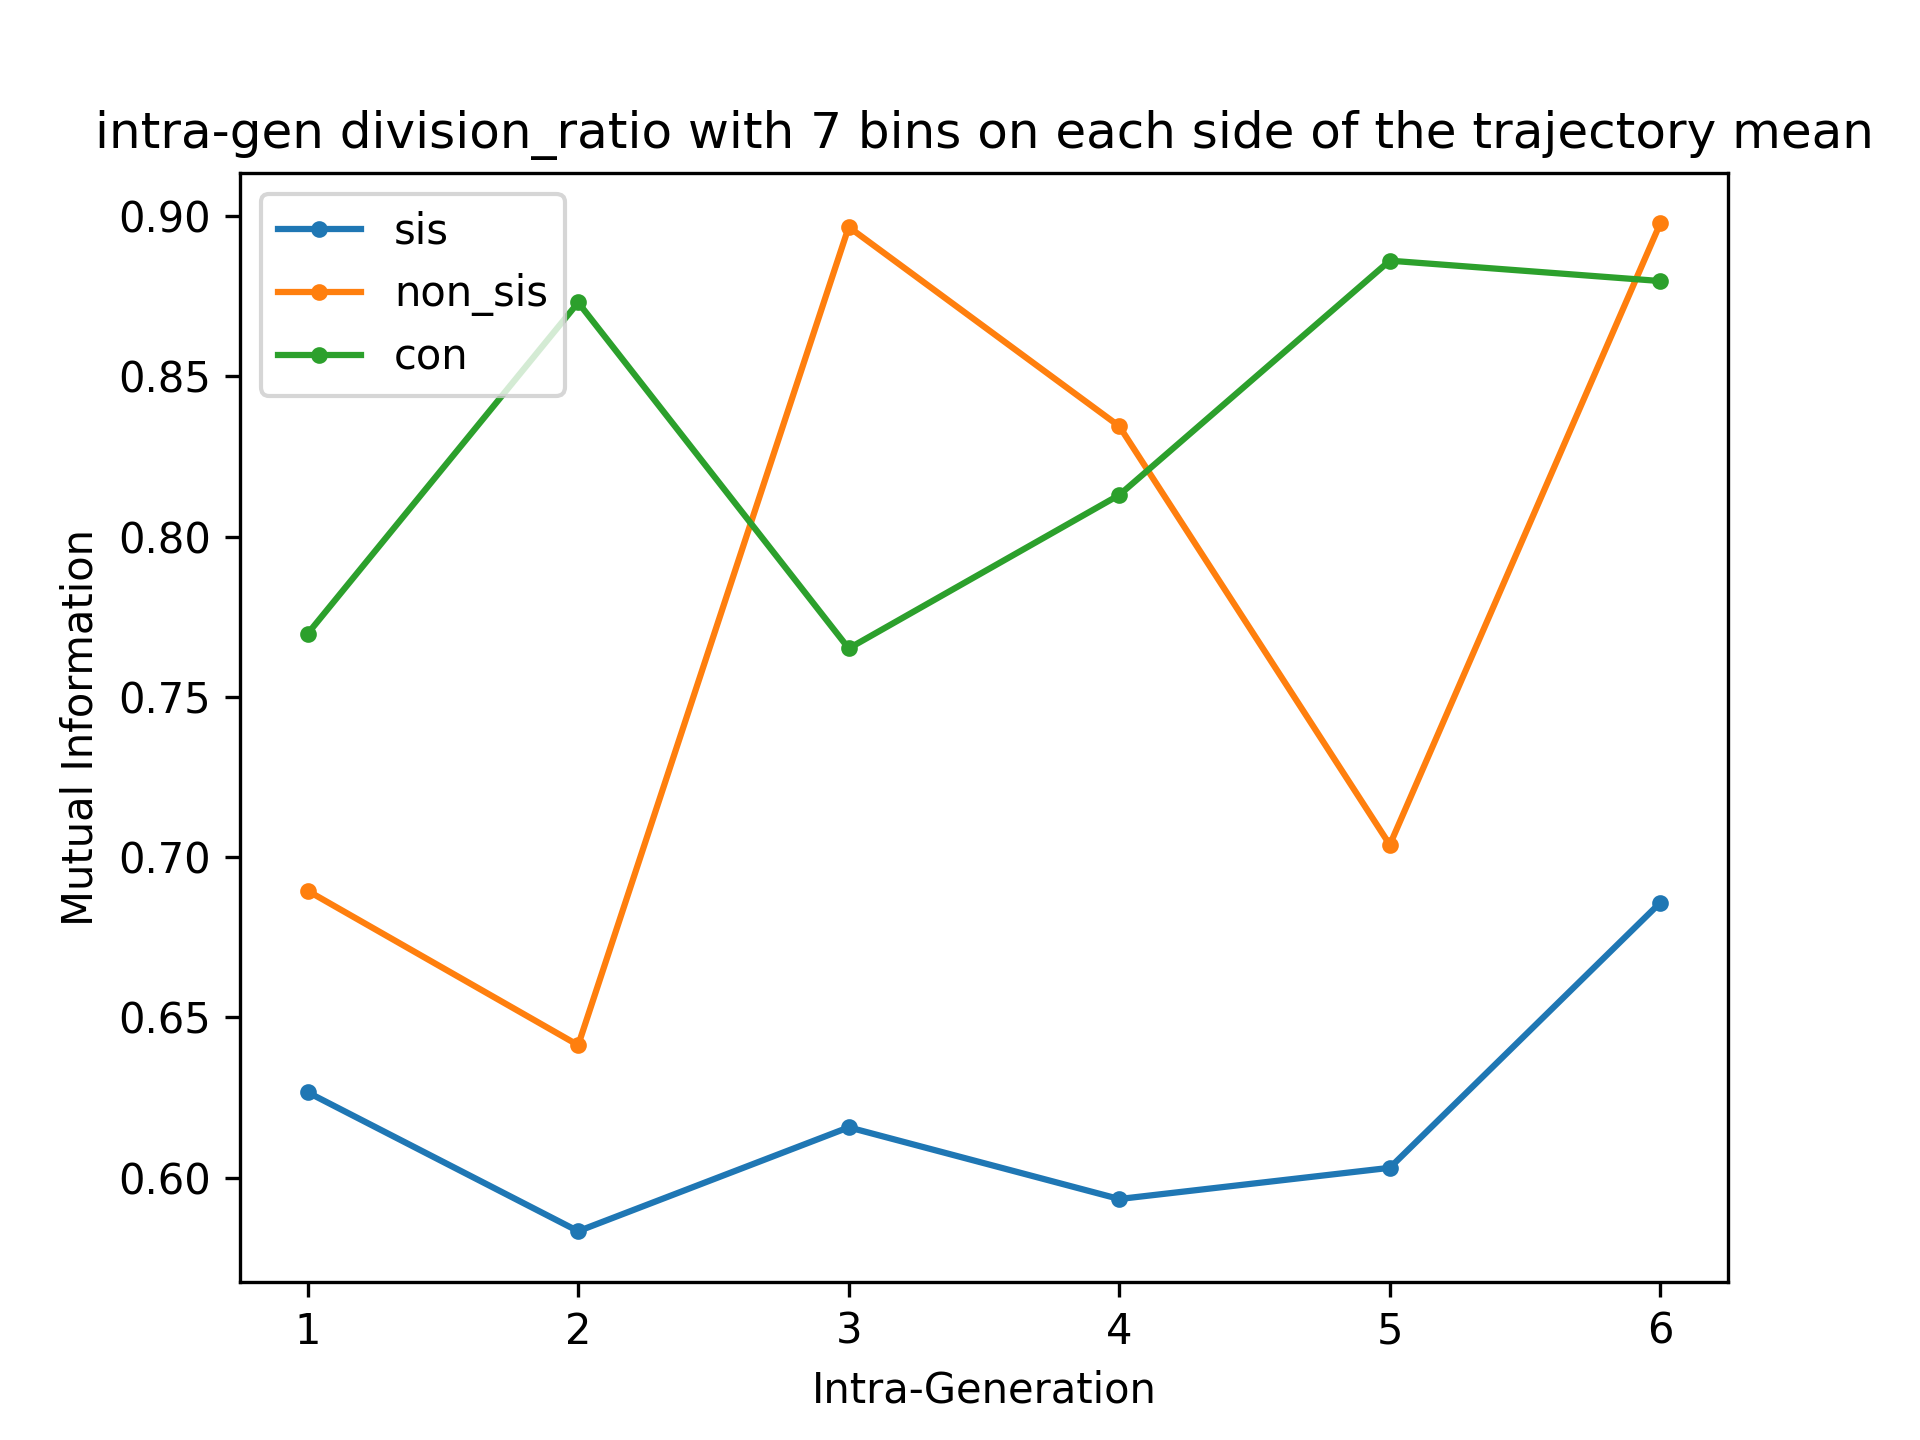 intra-gen division_ratio with 7 bins on each side of the trajectory mean
sis
non_sis
con
0.90
0.85
0.80
0.75
0.70
0.65
0.60
Mutual Information
1 2 3 4 5 6
Intra-Generation